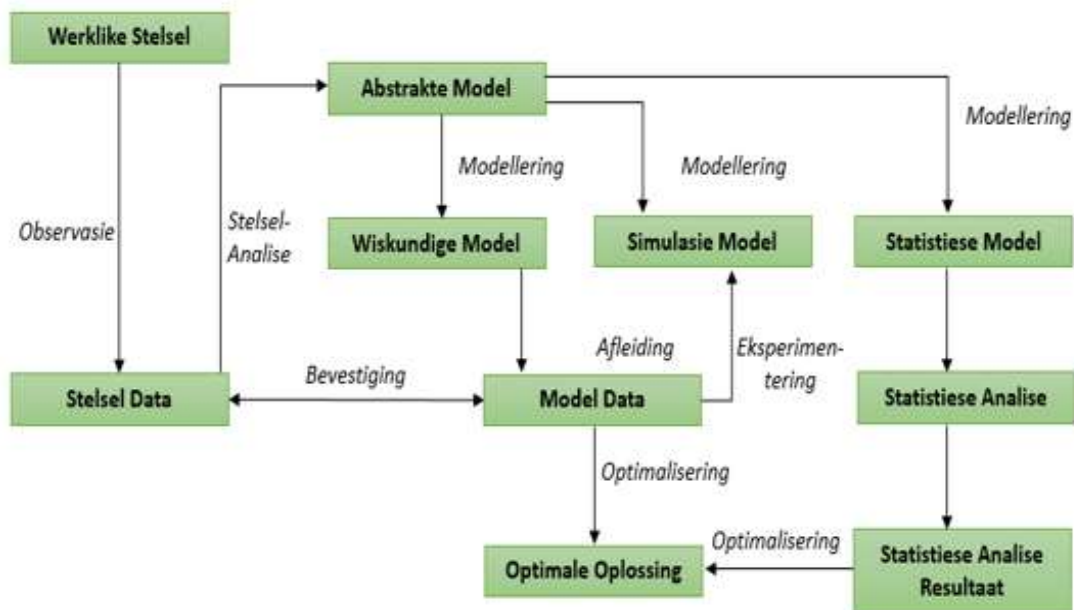 Werklike Stelsel
Abstrakte Model
Modellering
Modellering
Modellering
Observasie
Stelsel-
Analise
Wiskundige Model
Simulasie Model
Statistiese Model
Bevestiging
Afleiding
Eksperimen-
tering
Stelsel Data
Model Data
Statistiese Analise
Optimalisering
Optimalisering
Optimale Oplossing
Statistiese Analise
Resultaat